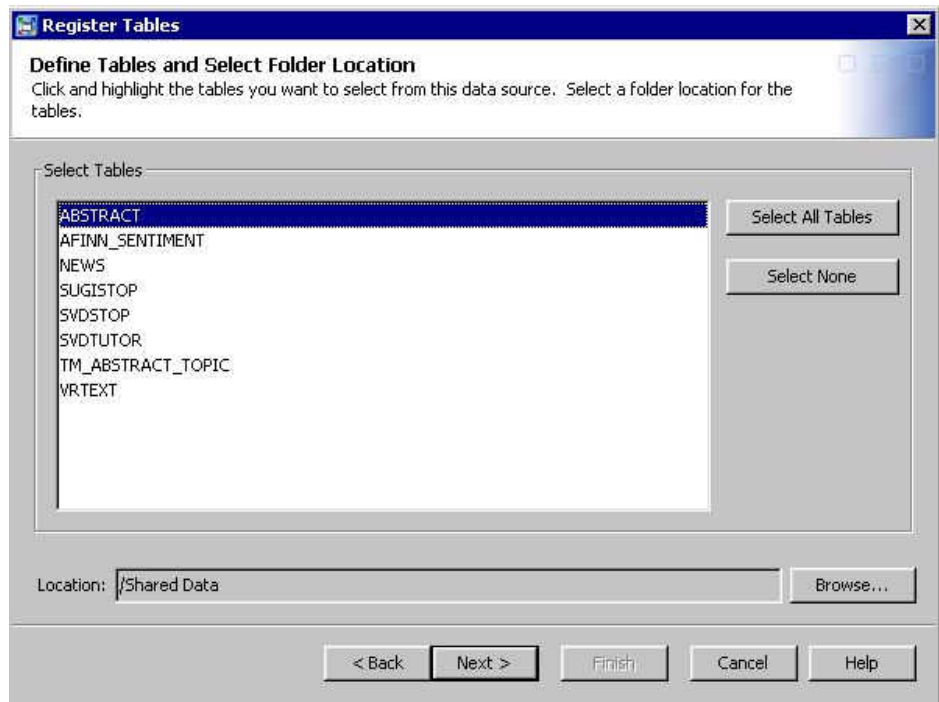 Register Tables
Define Tables and Select Folder Location
Click and highlight the tables you want to select from this data source. Select a folder location for the
tables.
Select Tables
ABSTRACT
AFINN_SENTIMENT
NEWS
SUGISTOP
SVDSTOP
SVDTUTOR
TM_ABSTRACT_TOPIC
VRTEXT
Select All Tables
Select None
Location: /Shared Data Browse...
< Back Next > Finish Cancel Help